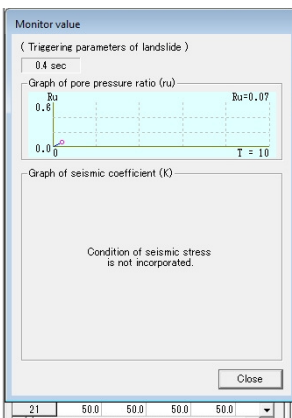 Monitor value
( Triggering parameters of landslide )
0.4 sec
Graph of pore pressure ratio (ru)
Ru Ru=0.07
0.6
0.0 0 T = 10
Graph of seismic coefficient (K)
Condition of seismic stress
is not incorporated.
Close
21 50.0 50.0 50.0 50.0